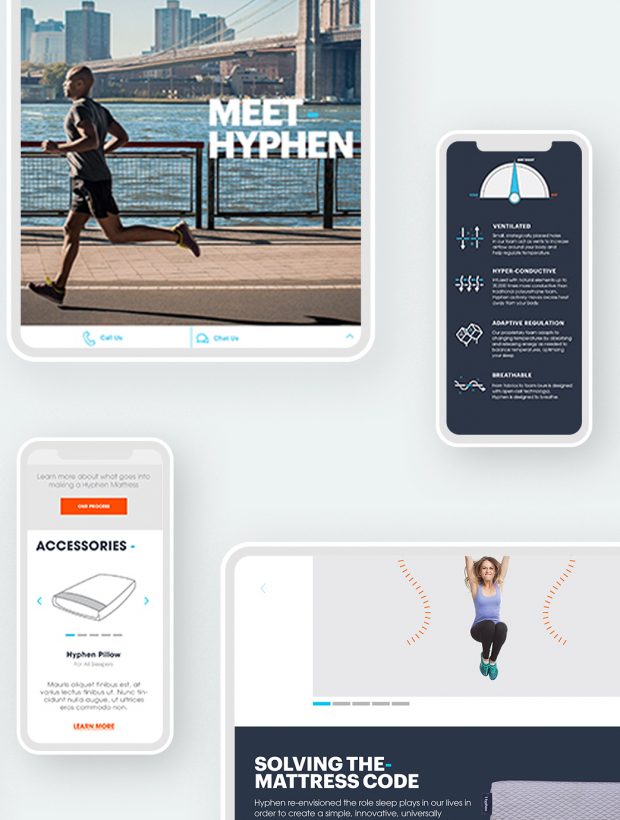 MEET-
HYPHEN
Call Us
Chat Us
JUST RIGHT
VENTILATED
Small, strategically placed holes
in our foam act as vents to increase
airflow around your body and
help regulate temperature.
HYPER-CONDUCTIVE
Infused with natural elements up to
more conductive than
traditional polyurethane foam,
Hyphen actively moves excess heat
away from your body.
ADAPTIVE REGULATION
Our proprietary foam adapts to
changing temperatures by absorbing
and releasing energy as needed to
balance temperature, optimizing
your sleep.
BREATHABLE
From fabrics to foam, is designed
with open-cell technology,
Hyphen is designed to breathe.
Learn more about what goes into
making a Hyphen Mattress
OUR PROCESS
ACCESSORIES -
Hyphen Pillow
For All Sleepers
Mauris aliquet finibus est, at
varius lectus finibus ut. Nunc tin-
cidunt nulla augue, ut ultrices
eros commodo non.
LEARN MORE
SOLVING THE-
MATTRESS CODE
Hyphen re-envisioned the role sleep plays in our lives in
order to create a simple, innovative, universally
Hyphen